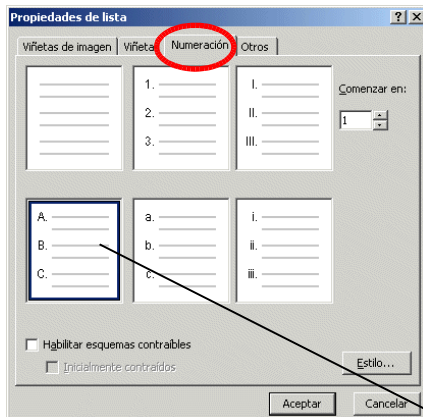 Propiedades de lista
Viñetas de imagen Viñetas Numeración Otros
1.
2.
3.
I.
II.
III.
Comenzar en:
1
A.
B.
C.
a.
b.
c.
i.
ii.
iii.
Habilitar esquemas contraíbles
Inicialmente contraídos
Estilo...
Aceptar Cancelar